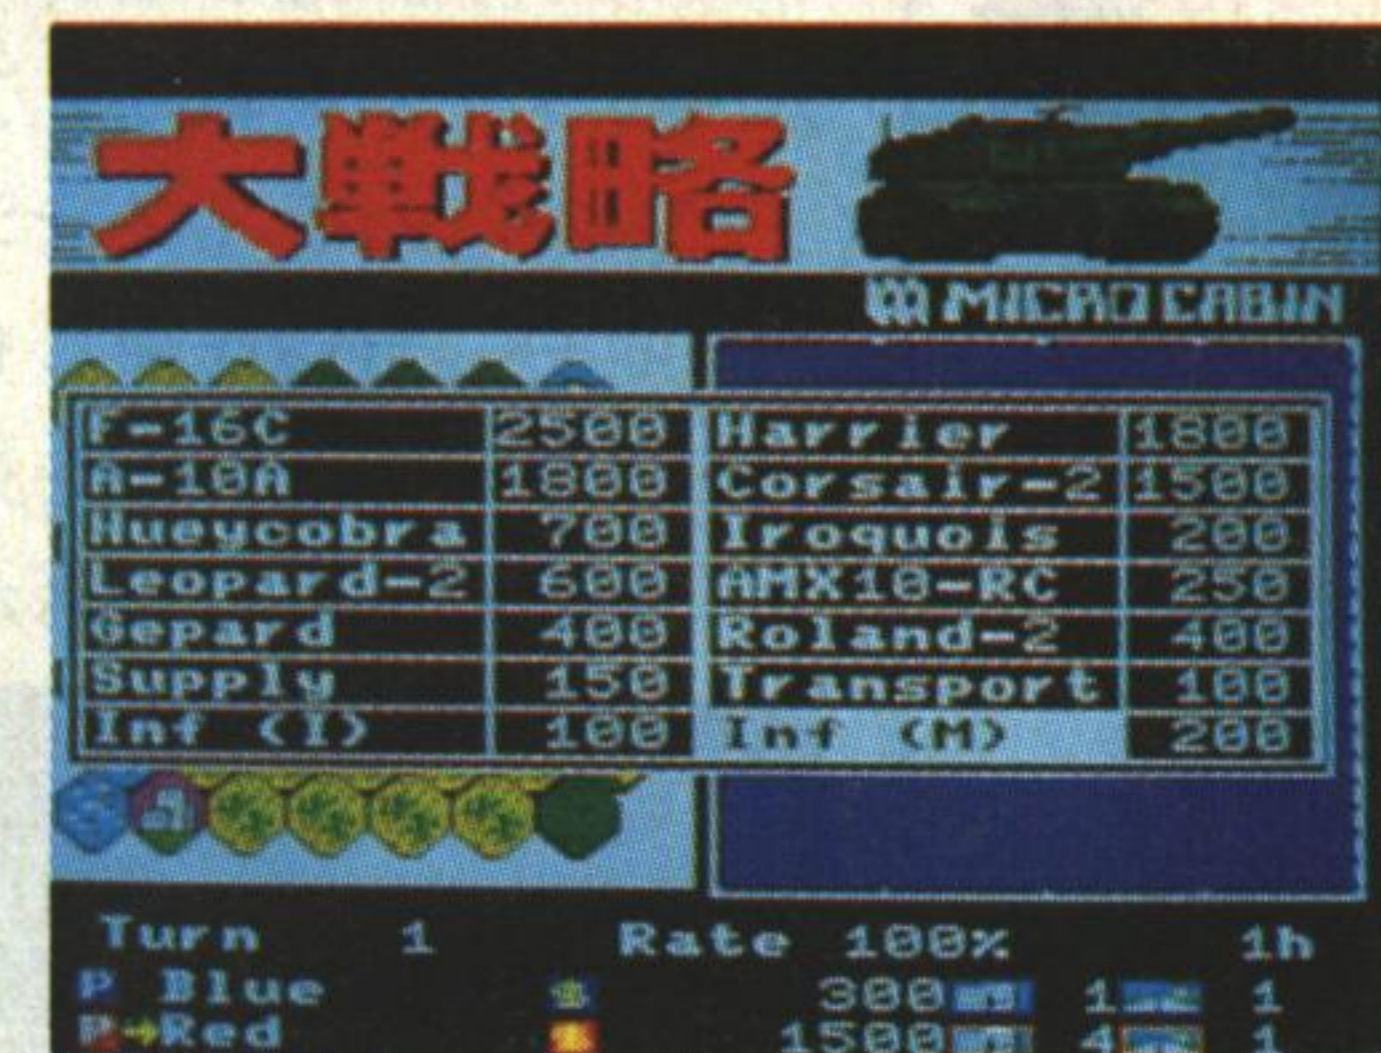 大戦略
MICRO CABIN
F-16C 2500 Harrier 1800
A-10A 1800 Corsair-2 1500
Hueycobra 700 Iroquois 200
Leopard-2 600 AMX10-RC 250
Gepard 400 Roland-2 400
Supply 150 Transport 100
Inf (I) 100 Inf (M) 200
Turn 1 Rate 100% 1h
P Blue 300 1 1
P→Red 1500 4 1